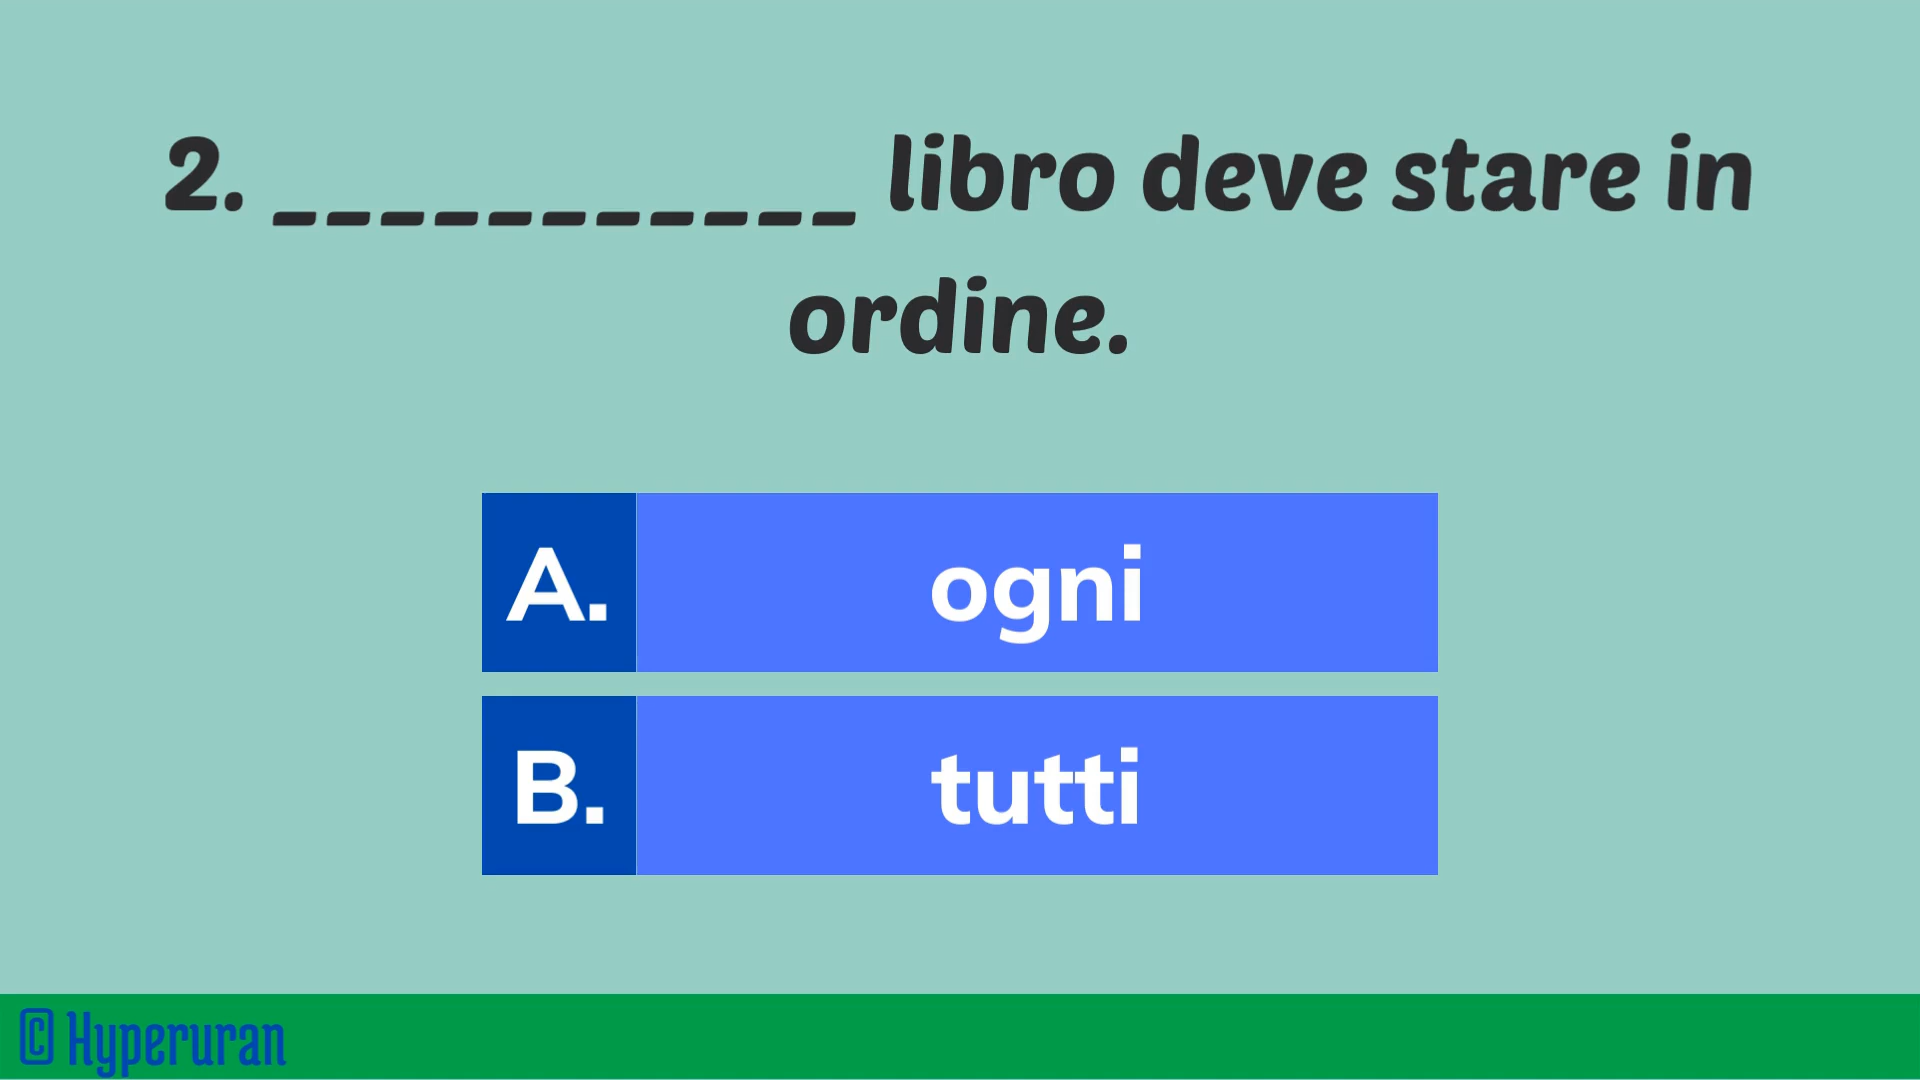 2. ___________ libro deve stare in
ordine.
A. ogni
B. tutti
© Hyperuran